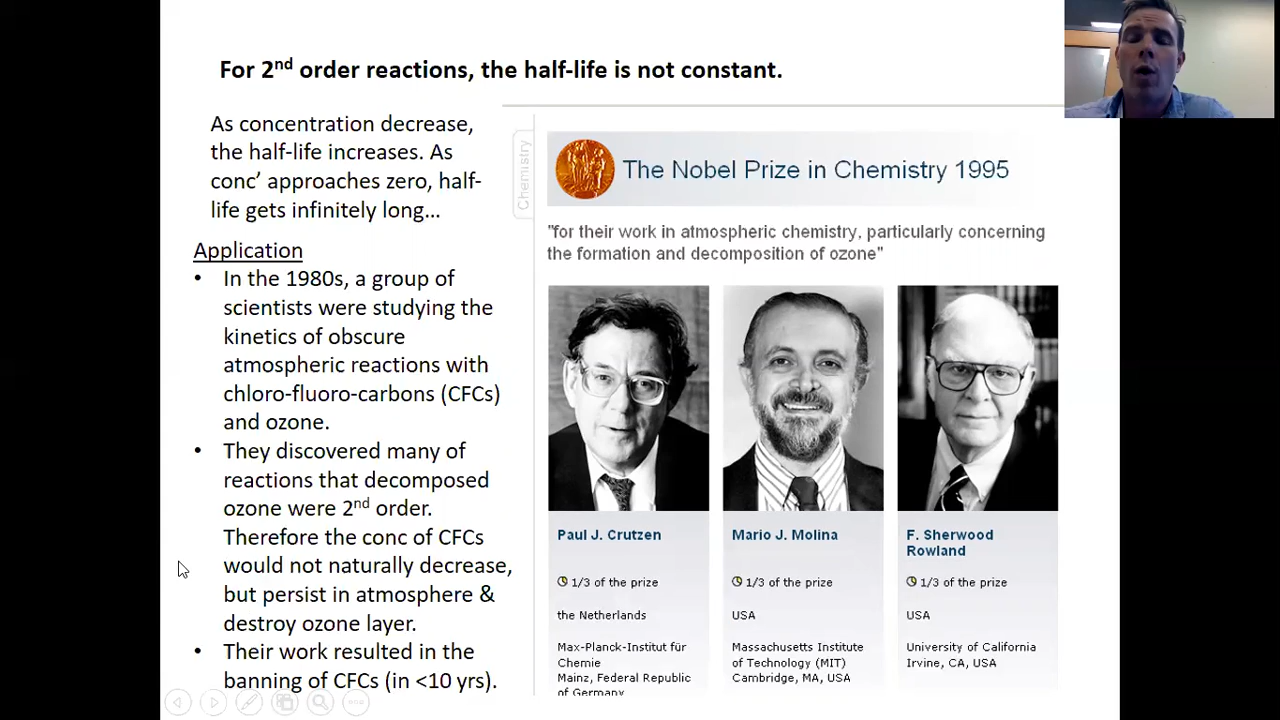 For 2nd order reactions, the half-life is not constant.
As concentration decrease,
the half-life increases. As
conc’ approaches zero, half-
life gets infinitely long…
Application
• In the 1980s, a group of
scientists were studying the
kinetics of obscure
atmospheric reactions with
chloro-fluoro-carbons (CFCs)
and ozone.
• They discovered many of
reactions that decomposed
ozone were 2nd order.
Therefore the conc of CFCs
would not naturally decrease,
but persist in atmosphere &
destroy ozone layer.
• Their work resulted in the
banning of CFCs (in <10 yrs).
Chemistry
The Nobel Prize in Chemistry 1995
"for their work in atmospheric chemistry, particularly concerning
the formation and decomposition of ozone"
Paul J. Crutzen
1/3 of the prize
the Netherlands
Max-Planck-Institut für
Chemie
Mainz, Federal Republic
of Germany
Mario J. Molina
1/3 of the prize
USA
Massachusetts Institute
of Technology (MIT)
Cambridge, MA, USA
F. Sherwood
Rowland
1/3 of the prize
USA
University of California
Irvine, CA, USA